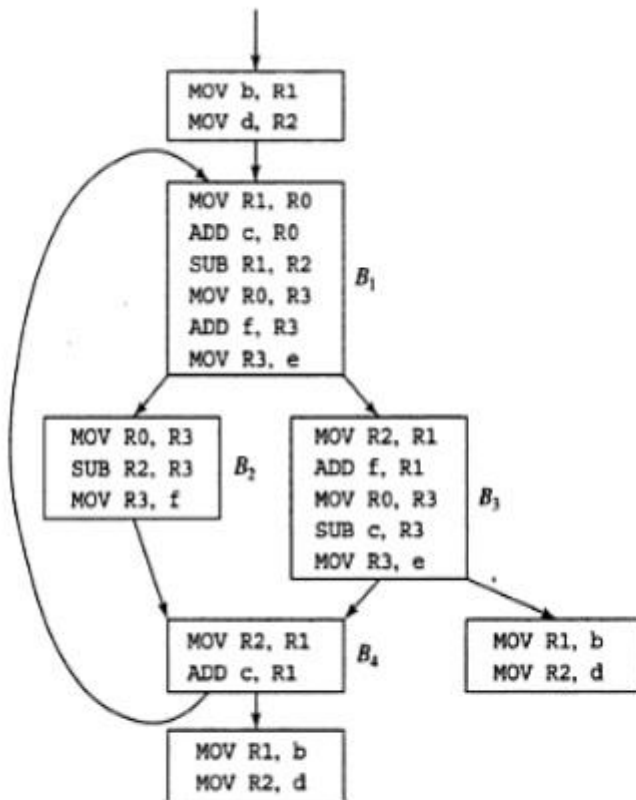 MOV b, R1
MOV d, R2
MOV R1, R0
ADD c, R0
SUB R1, R2
MOV R0, R3
ADD f, R3
MOV R3, e
B1
MOV R0, R3
SUB R2, R3
MOV R3, f
B2
MOV R2, R1
ADD f, R1
MOV R0, R3
SUB c, R3
MOV R3, e
B3
MOV R2, R1
ADD c, R1
B4
MOV R1, b
MOV R2, d
MOV R1, b
MOV R2, d